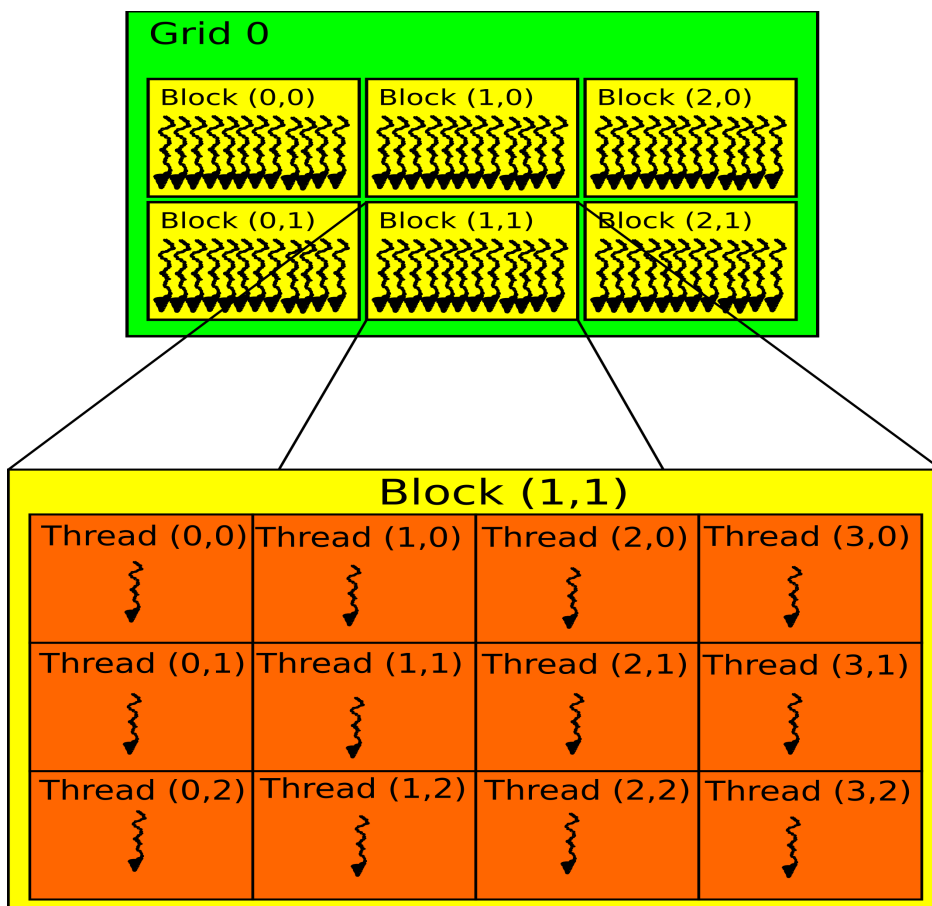 Grid 0
Block (0,0) Block (1,0) Block (2,0)
Block (0,1) Block (1,1) Block (2,1)
Block (1,1)
Thread (0,0) Thread (1,0) Thread (2,0) Thread (3,0)
Thread (0,1) Thread (1,1) Thread (2,1) Thread (3,1)
Thread (0,2) Thread (1,2) Thread (2,2) Thread (3,2)